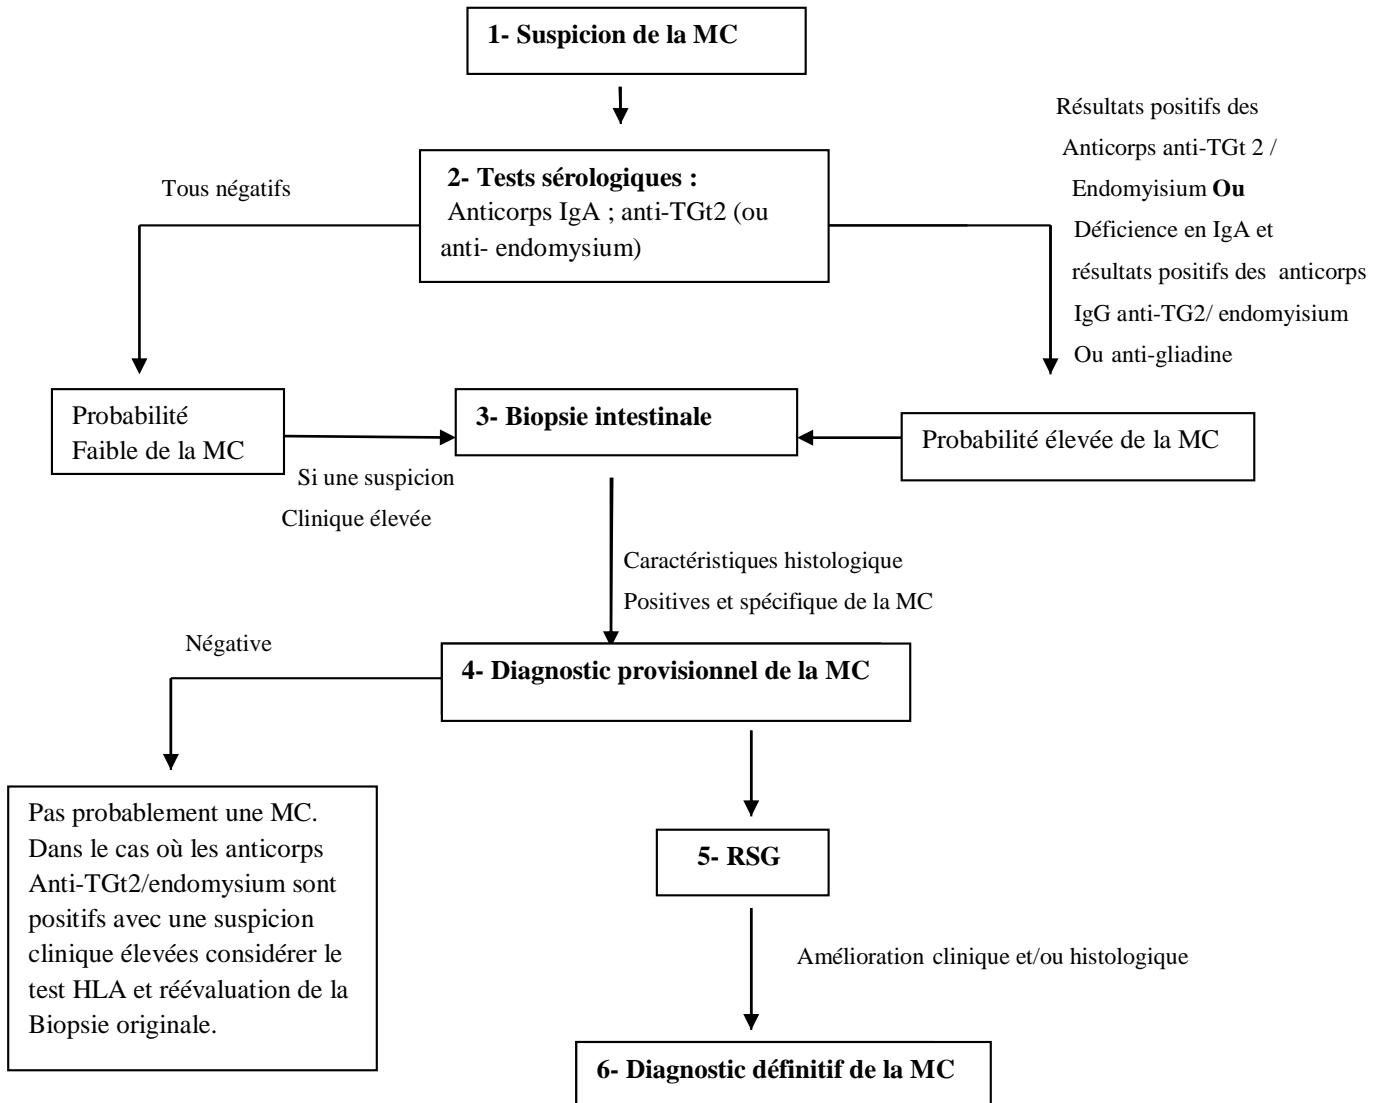 1- Suspicion de la MC
Résultats positifs des
Anticorps anti-TGt 2 /
Endomyisium Ou
Déficience en IgA et
résultats positifs des anticorps
IgG anti-TG2/ endomyisium
Ou anti-gliadine
Tous négatifs
2- Tests sérologiques :
Anticorps IgA ; anti-TGt2 (ou
anti- endomysium)
Probabilité
Faible de la MC
3- Biopsie intestinale
Probabilité élevée de la MC
Si une suspicion
Clinique élevée
Caractéristiques histologique
Positives et spécifique de la MC
Négative
4- Diagnostic provisionnel de la MC
Pas probablement une MC.
Dans le cas où les anticorps
Anti-TGt2/endomysium sont
positifs avec une suspicion
clinique élevées considérer le
test HLA et réévaluation de la
Biopsie originale.
5- RSG
Amélioration clinique et/ou histologique
6- Diagnostic définitif de la MC